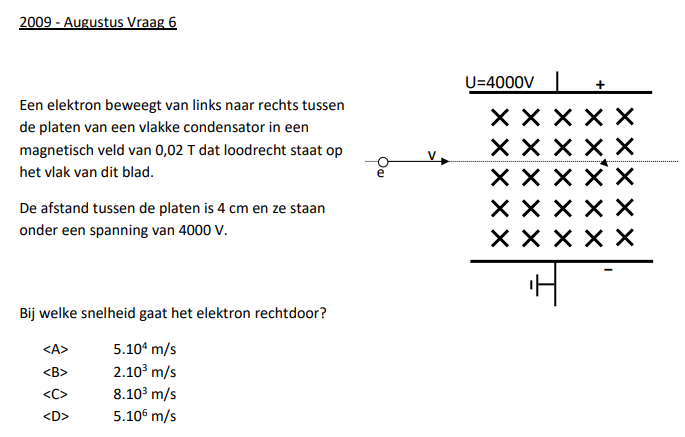 2009 - Augustus Vraag 6
U=4000V
+
Een elektron beweegt van links naar rechts tussen
de platen van een vlakke condensator in een
magnetisch veld van 0,02 T dat loodrecht staat op
het vlak van dit blad.
v
e
De afstand tussen de platen is 4 cm en ze staan
onder een spanning van 4000 V.
-
Bij welke snelheid gaat het elektron rechtdoor?
<A> 5.10⁴ m/s
<B> 2.10³ m/s
<C> 8.10³ m/s
<D> 5.10⁶ m/s